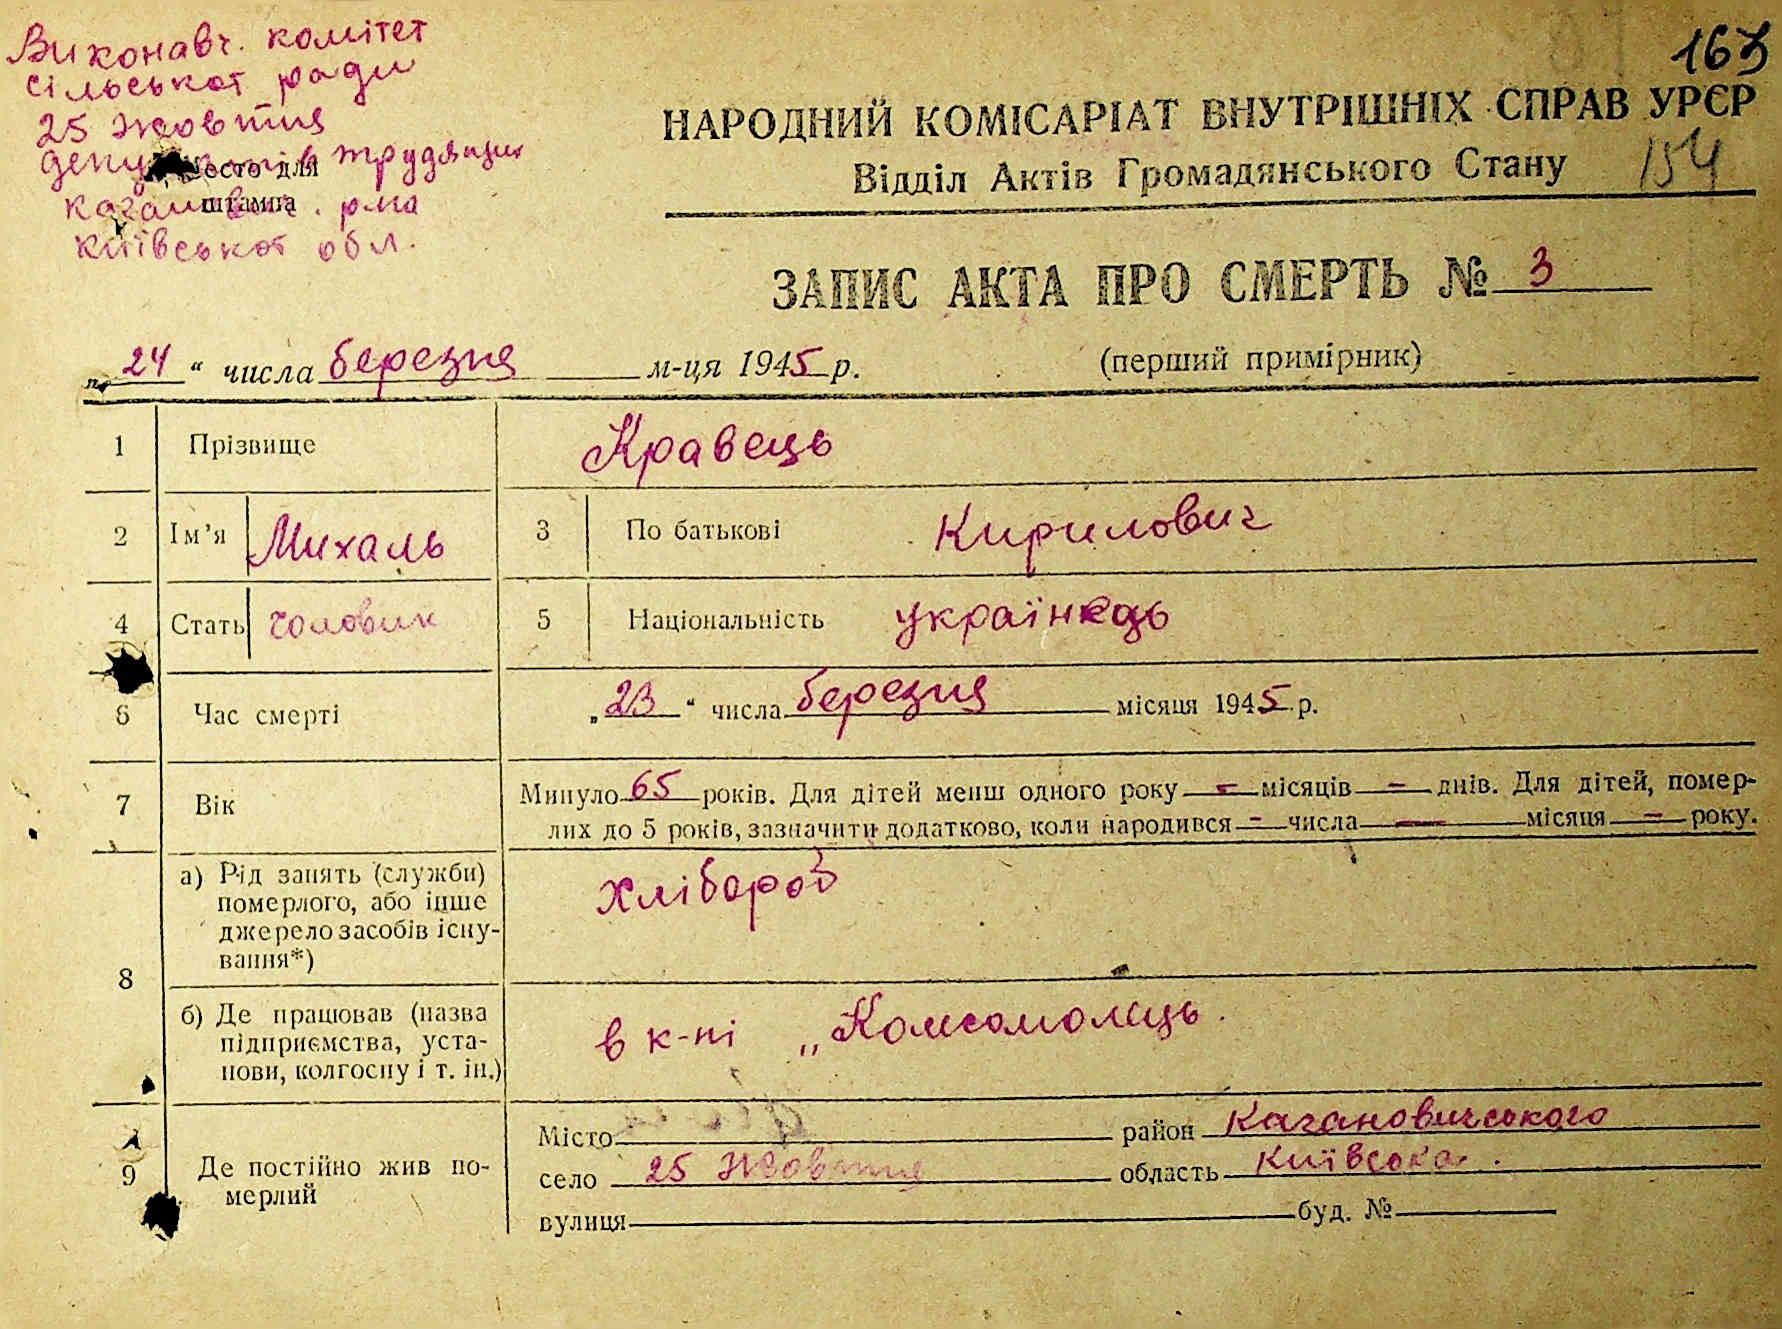 Виконавч. комітет
сільської ради
25 Жовтня
депутатів трудящих
Місто для
штампа
Кагановича. р-на
Київської обл.
163
НАРОДНИЙ КОМІСАРІАТ ВНУТРІШНІХ СПРАВ УРЄР
Відділ Актів Громадянського Стану 154
ЗАПИС АКТА ПРО СМЕРТЬ № 3
„ 24 “ числа березня м-ця 1945 р. (перший примірник)
1 Прізвище Кравець
2 Ім'я Михаль 3 По батькові Кирилович
4 Стать чоловик 5 Національність українець
6 Час смерті „ 23 “ числа березня місяця 1945 р.
7 Вік Минуло 65 років. Для дітей менш одного року – місяців – днів. Для дітей, помер-
лих до 5 років, зазначити додатково, коли народився – числа – місяця – року.
8 а) Рід занять (служби)
померлого, або інше
джерело засобів існу-
вання*)
хлібороб
б) Де працював (назва
підприємства, уста-
нови, колгоспу і т. ін.)
в к-пі „Комсомолець.
9 Де постійно жив по-
мерлий
Місто район Кагановичського
село 25 Жовтня область Київська.
вулиця буд. №